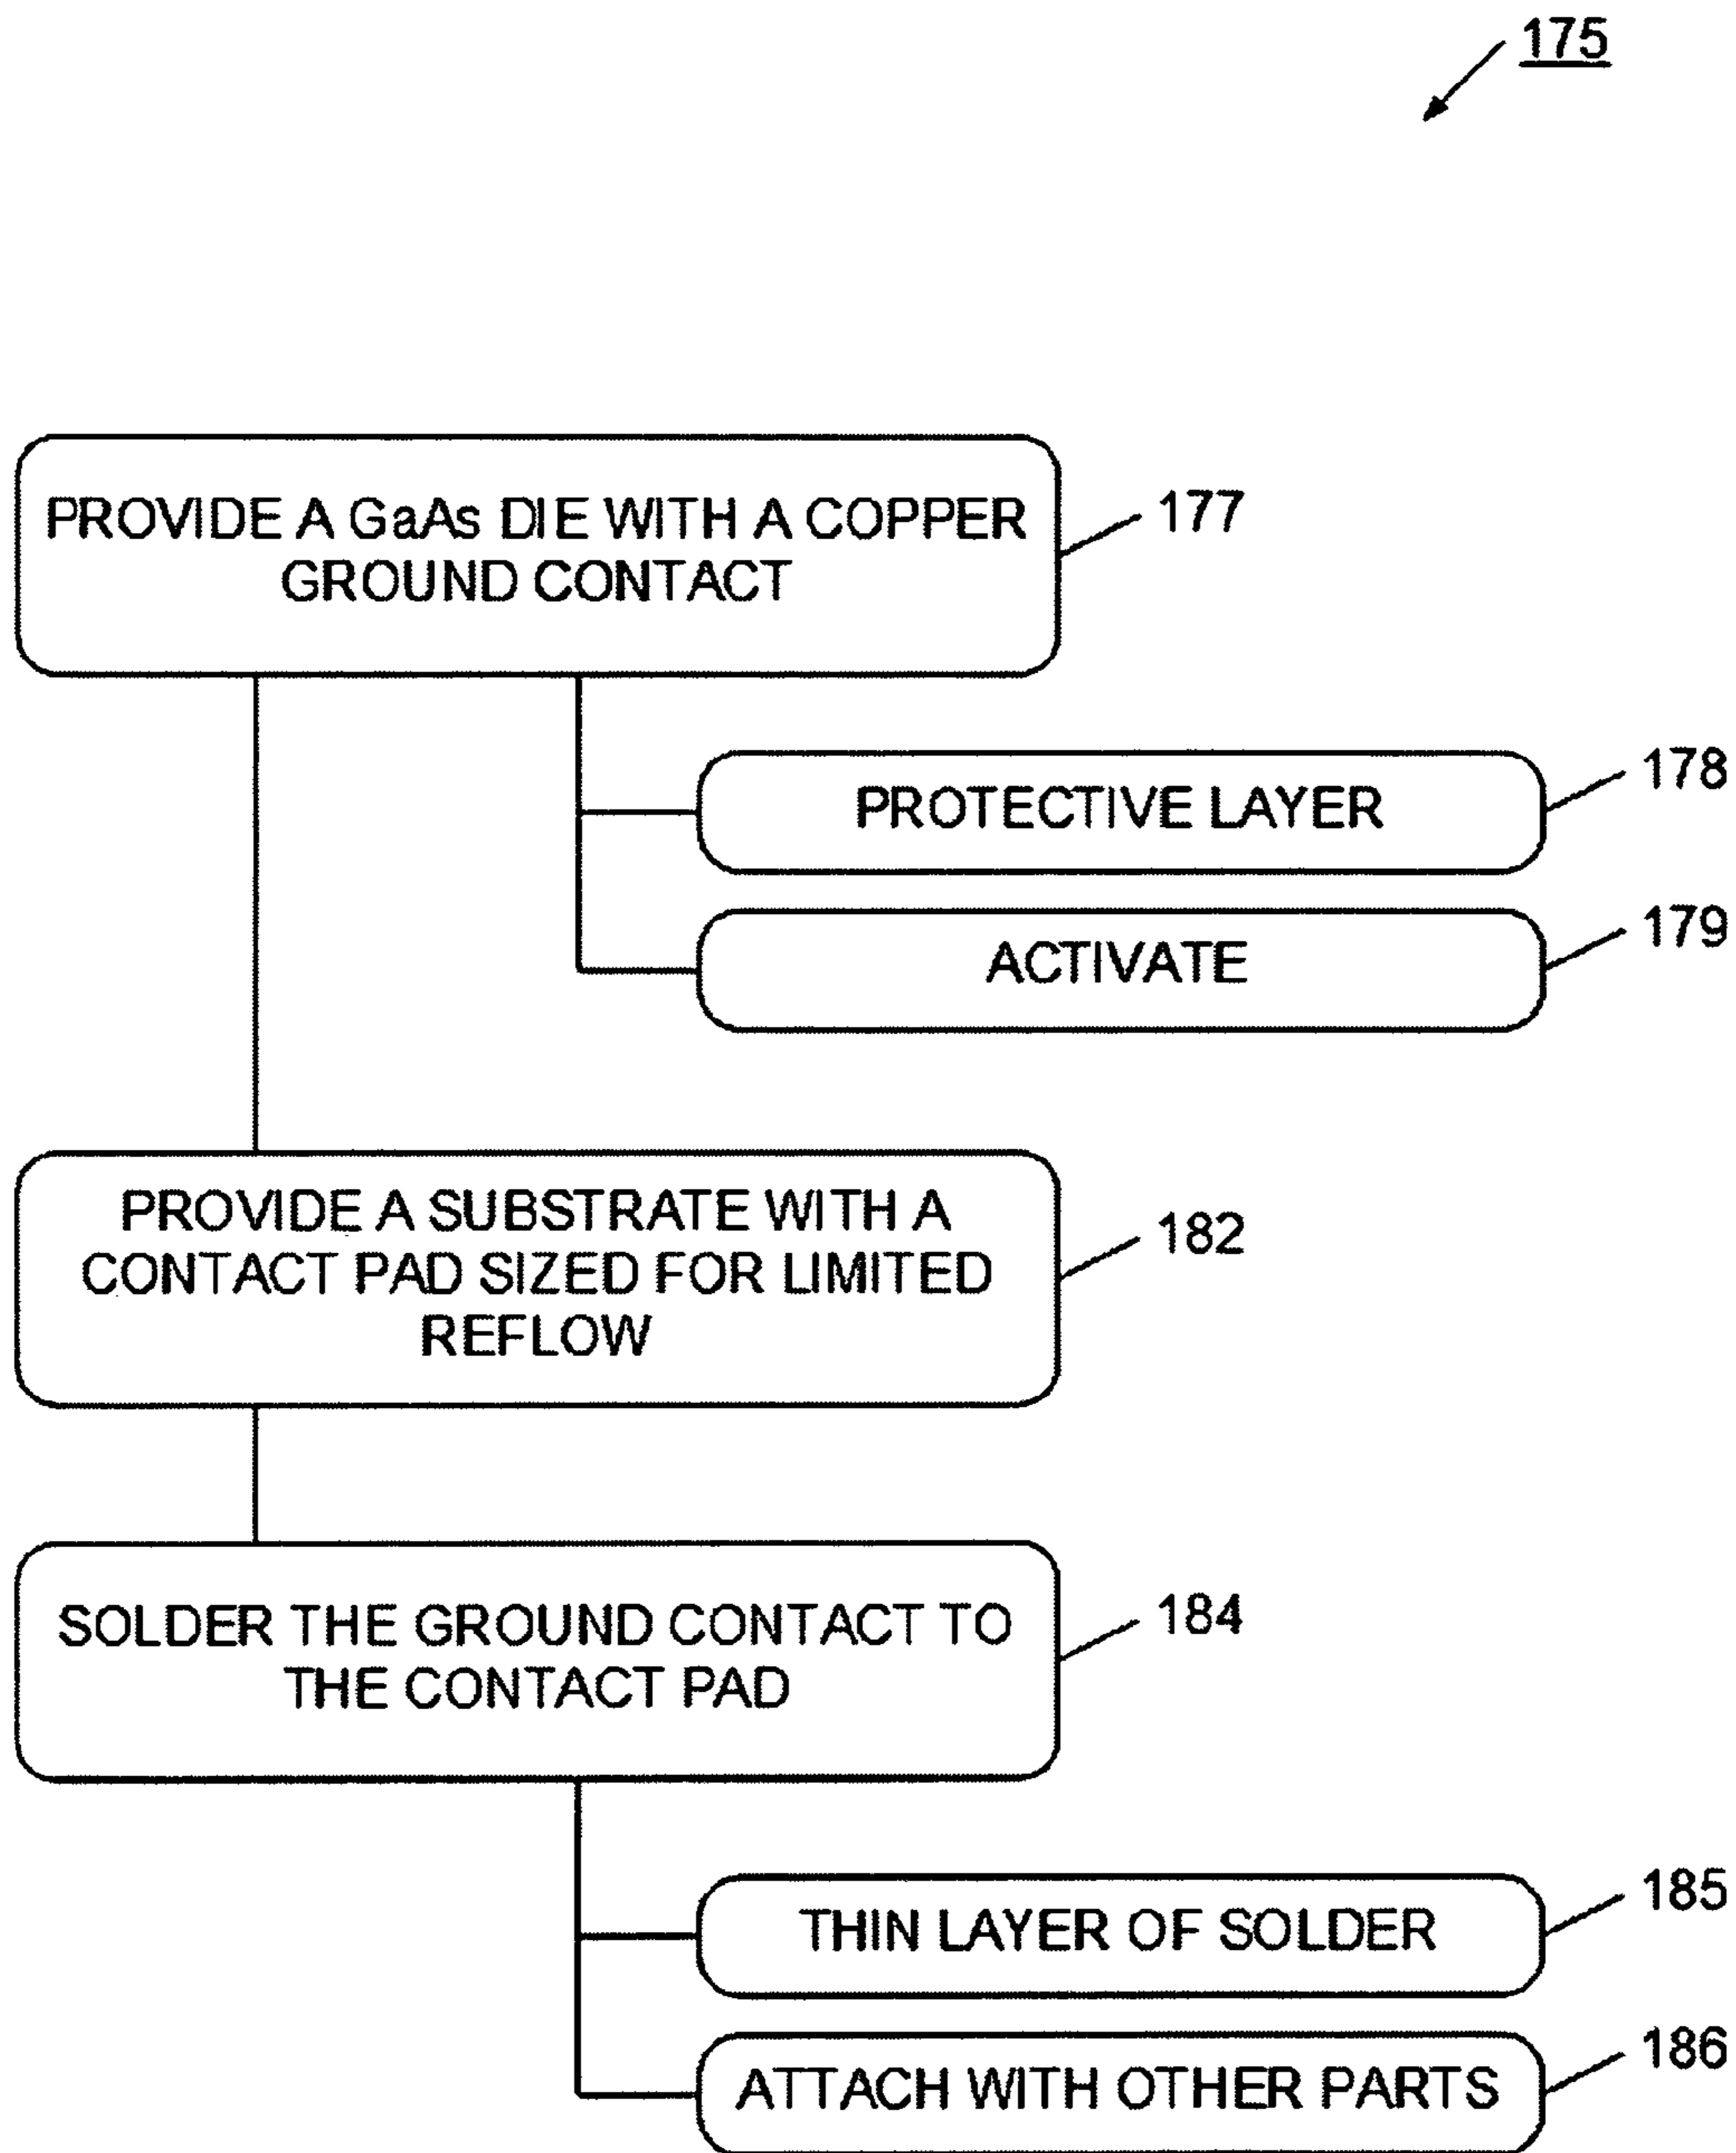 175
PROVIDE A GaAs DIE WITH A COPPER
GROUND CONTACT
177
PROTECTIVE LAYER
178
ACTIVATE
179
PROVIDE A SUBSTRATE WITH A
CONTACT PAD SIZED FOR LIMITED
REFLOW
182
SOLDER THE GROUND CONTACT TO
THE CONTACT PAD
184
THIN LAYER OF SOLDER
185
ATTACH WITH OTHER PARTS
186